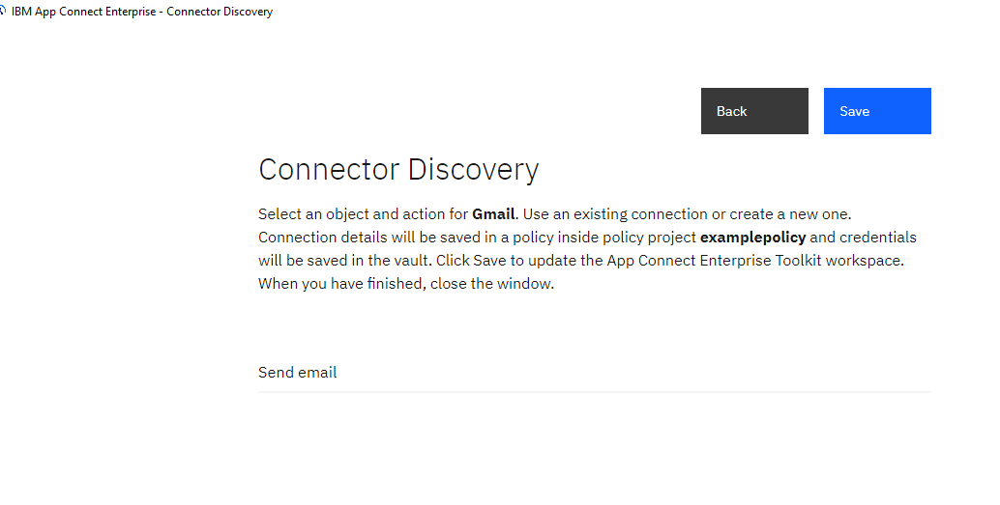 IBM App Connect Enterprise - Connector Discovery
Back
Save
Connector Discovery
Select an object and action for Gmail. Use an existing connection or create a new one.
Connection details will be saved in a policy inside policy project examplepolicy and credentials
will be saved in the vault. Click Save to update the App Connect Enterprise Toolkit workspace.
When you have finished, close the window.
Send email